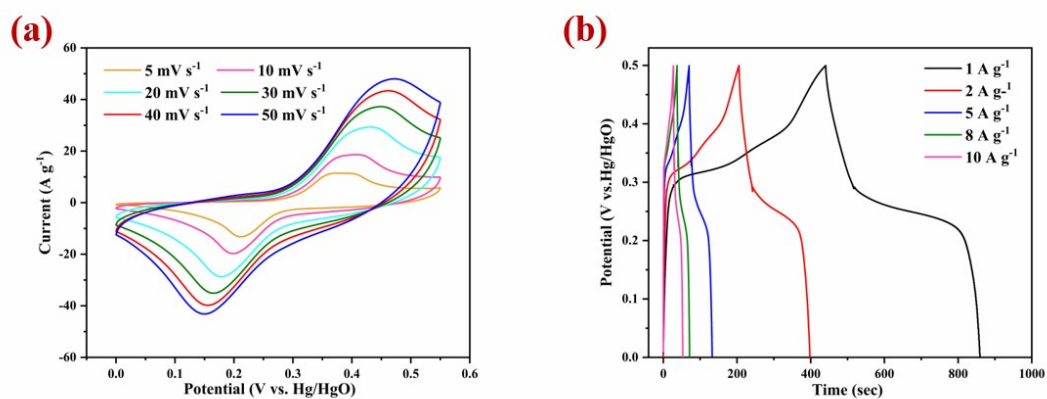 (a)
60
40
20
0
-20
-40
-60
Current (A g-1)
5 mV s-1 10 mV s-1
20 mV s-1 30 mV s-1
40 mV s-1 50 mV s-1
0.0 0.1 0.2 0.3 0.4 0.5 0.6
Potential (V vs. Hg/HgO)
(b)
0.5
0.4
0.3
0.2
0.1
0.0
Potential (V vs.Hg/HgO)
1 A g-1
2 A g-1
5 A g-1
8 A g-1
10 A g-1
0 200 400 600 800 1000
Time (sec)